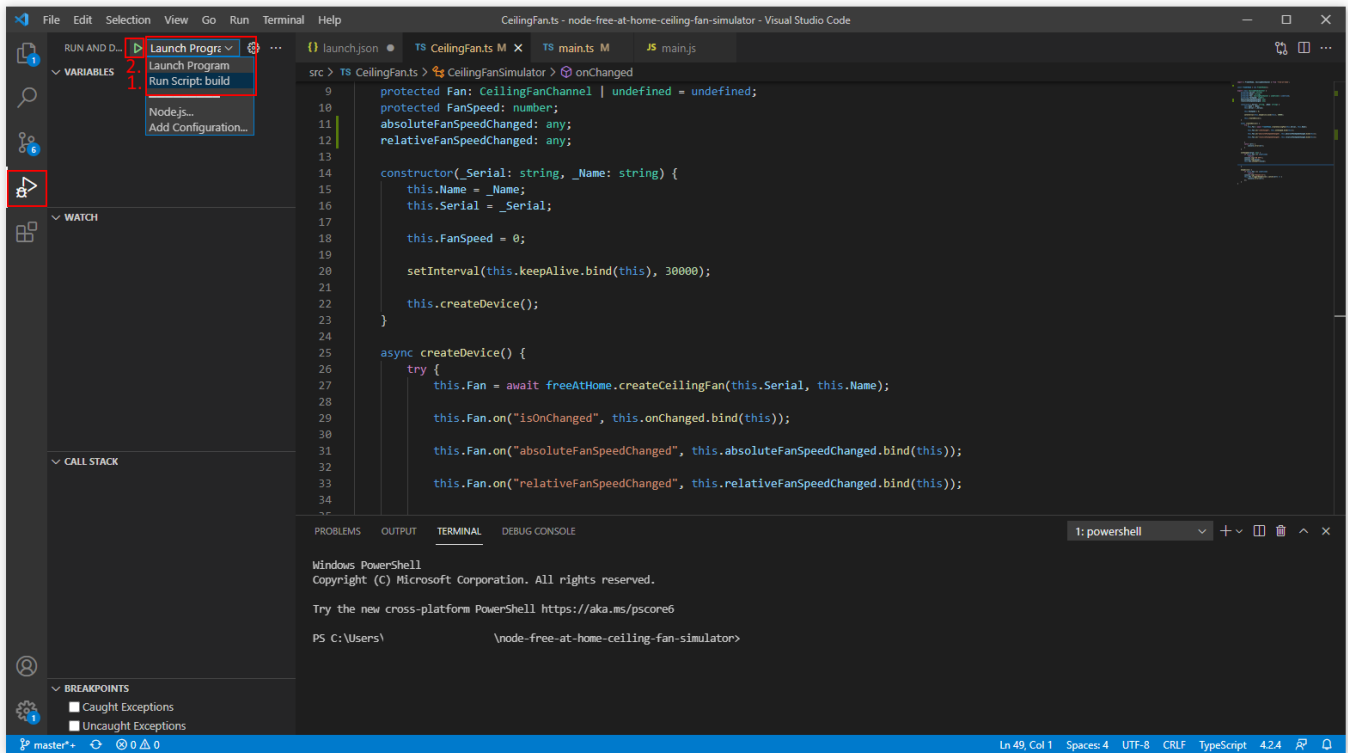 File Edit Selection View Go Run Terminal Help CeilingFan.ts - node-free-at-home-ceiling-fan-simulator - Visual Studio Code
RUN AND D... Launch Progra
2. Launch Program
1. Run Script: build
Node.js...
Add Configuration...
VARIABLES
WATCH
CALL STACK
BREAKPOINTS
Caught Exceptions
Uncaught Exceptions
1
6
1
{} launch.json TS CeilingFan.ts M TS main.ts M JS main.js
src > TS CeilingFan.ts > CeilingFanSimulator > onChanged
9 protected Fan: CeilingFanChannel | undefined = undefined;
10 protected FanSpeed: number;
11 absoluteFanSpeedChanged: any;
12 relativeFanSpeedChanged: any;
13
14 constructor(_Serial: string, _Name: string) {
15 this.Name = _Name;
16 this.Serial = _Serial;
17
18 this.FanSpeed = 0;
19
20 setInterval(this.keepAlive.bind(this), 30000);
21
22 this.createDevice();
23 }
24
25 async createDevice() {
26 try {
27 this.Fan = await freeAtHome.createCeilingFan(this.Serial, this.Name);
28
29 this.Fan.on("isOnChanged", this.onChanged.bind(this));
30
31 this.Fan.on("absoluteFanSpeedChanged", this.absoluteFanSpeedChanged.bind(this));
32
33 this.Fan.on("relativeFanSpeedChanged", this.relativeFanSpeedChanged.bind(this));
34
PROBLEMS OUTPUT TERMINAL DEBUG CONSOLE 1: powershell
Windows PowerShell
Copyright (C) Microsoft Corporation. All rights reserved.
Try the new cross-platform PowerShell https://aka.ms/pscore6
PS C:\Users\ \node-free-at-home-ceiling-fan-simulator>
master*+ 0 0 Ln 49, Col 1 Spaces: 4 UTF-8 CRLF TypeScript 4.2.4